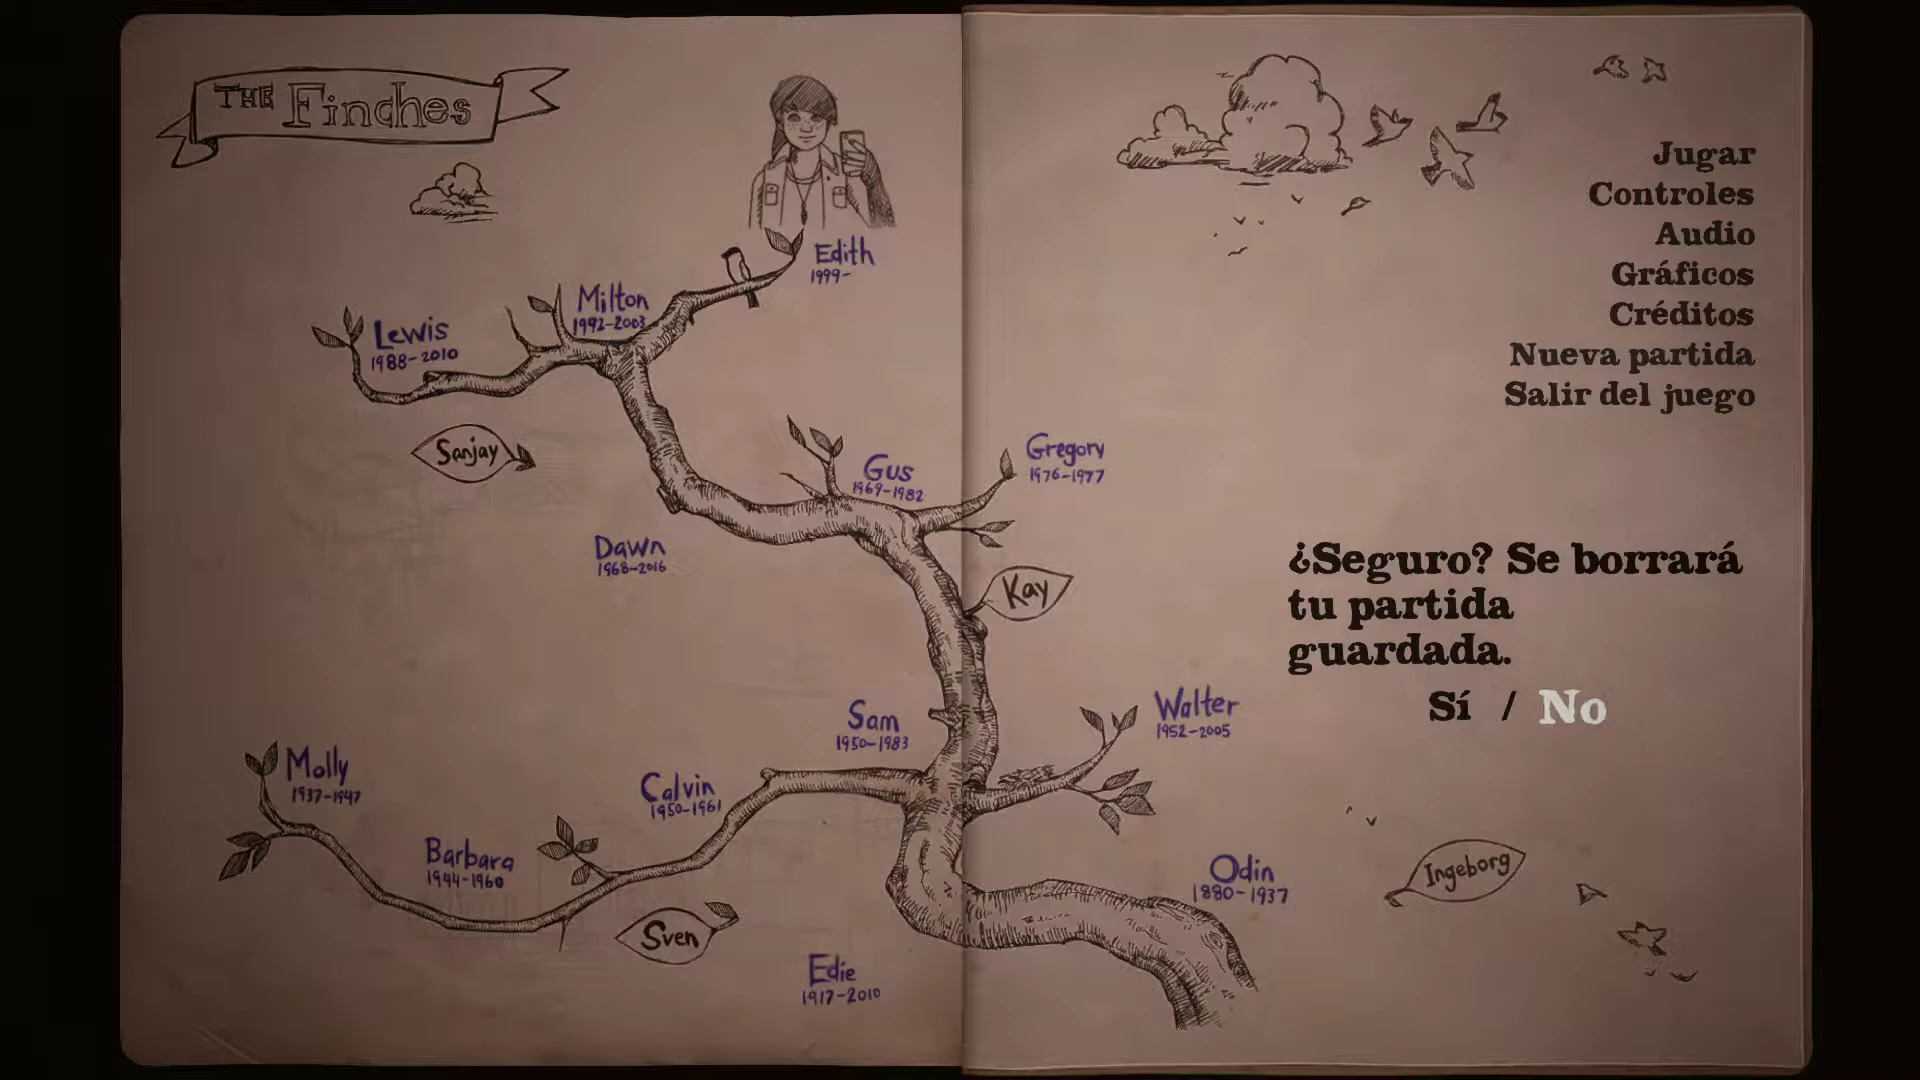 THE Finches
Edith
1999-
Milton
1992-2003
Lewis
1988-2010
Sanjay
Gus
1969-1982
Gregory
1976-1977
Dawn
1968-2016
Kay
Sam
1950-1983
Walter
1952-2005
Molly
1937-1947
Calvin
1950-1961
Barbara
1944-1960
Sven
Odin
1880-1937
Ingeborg
Edie
1917-2010
Jugar
Controles
Audio
Gráficos
Créditos
Nueva partida
Salir del juego
¿Seguro? Se borrará
tu partida
guardada.
Sí / No